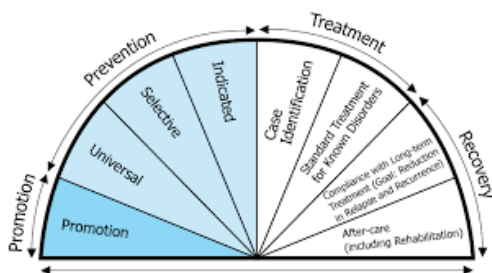 Promotion
Prevention
Treatment
Recovery
Promotion
Universal
Selective
Indicated
Case
Identification
Standard Treatment
for Known Disorders
Compliance with Long-term
Treatment (Goal: Reduction
in Relapse and Recurrence)
After-care
(including Rehabilitation)